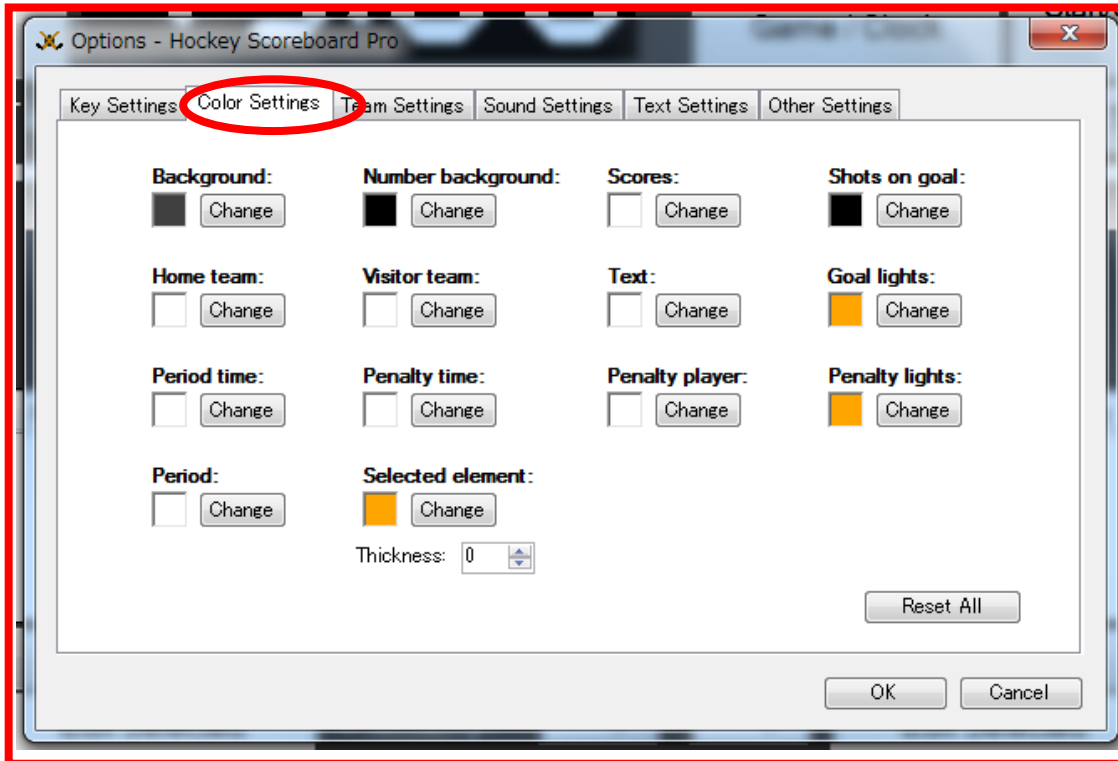 Game / Clock
Options - Hockey Scoreboard Pro
Key Settings Color Settings Team Settings Sound Settings Text Settings Other Settings
Background: Number background: Scores: Shots on goal:
Change Change Change Change
Home team: Visitor team: Text: Goal lights:
Change Change Change Change
Period time: Penalty time: Penalty player: Penalty lights:
Change Change Change Change
Period: Selected element:
Change Change
Thickness: 0
Reset All
OK Cancel